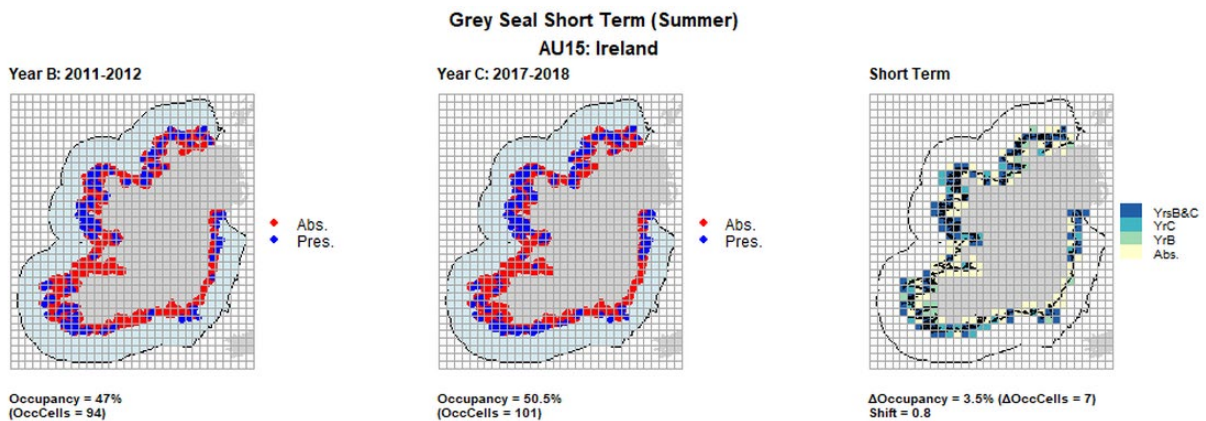 Grey Seal Short Term (Summer)
AU15: Ireland
Year B: 2011-2012
Year C: 2017-2018
Short Term
Abs.
Pres.
Abs.
Pres.
YrsB&C
YrC
YrB
Abs.
Occupancy = 47%
(OccCells = 94)
Occupancy = 50.5%
(OccCells = 101)
ΔOccupancy = 3.5% (ΔOccCells = 7)
Shift = 0.8